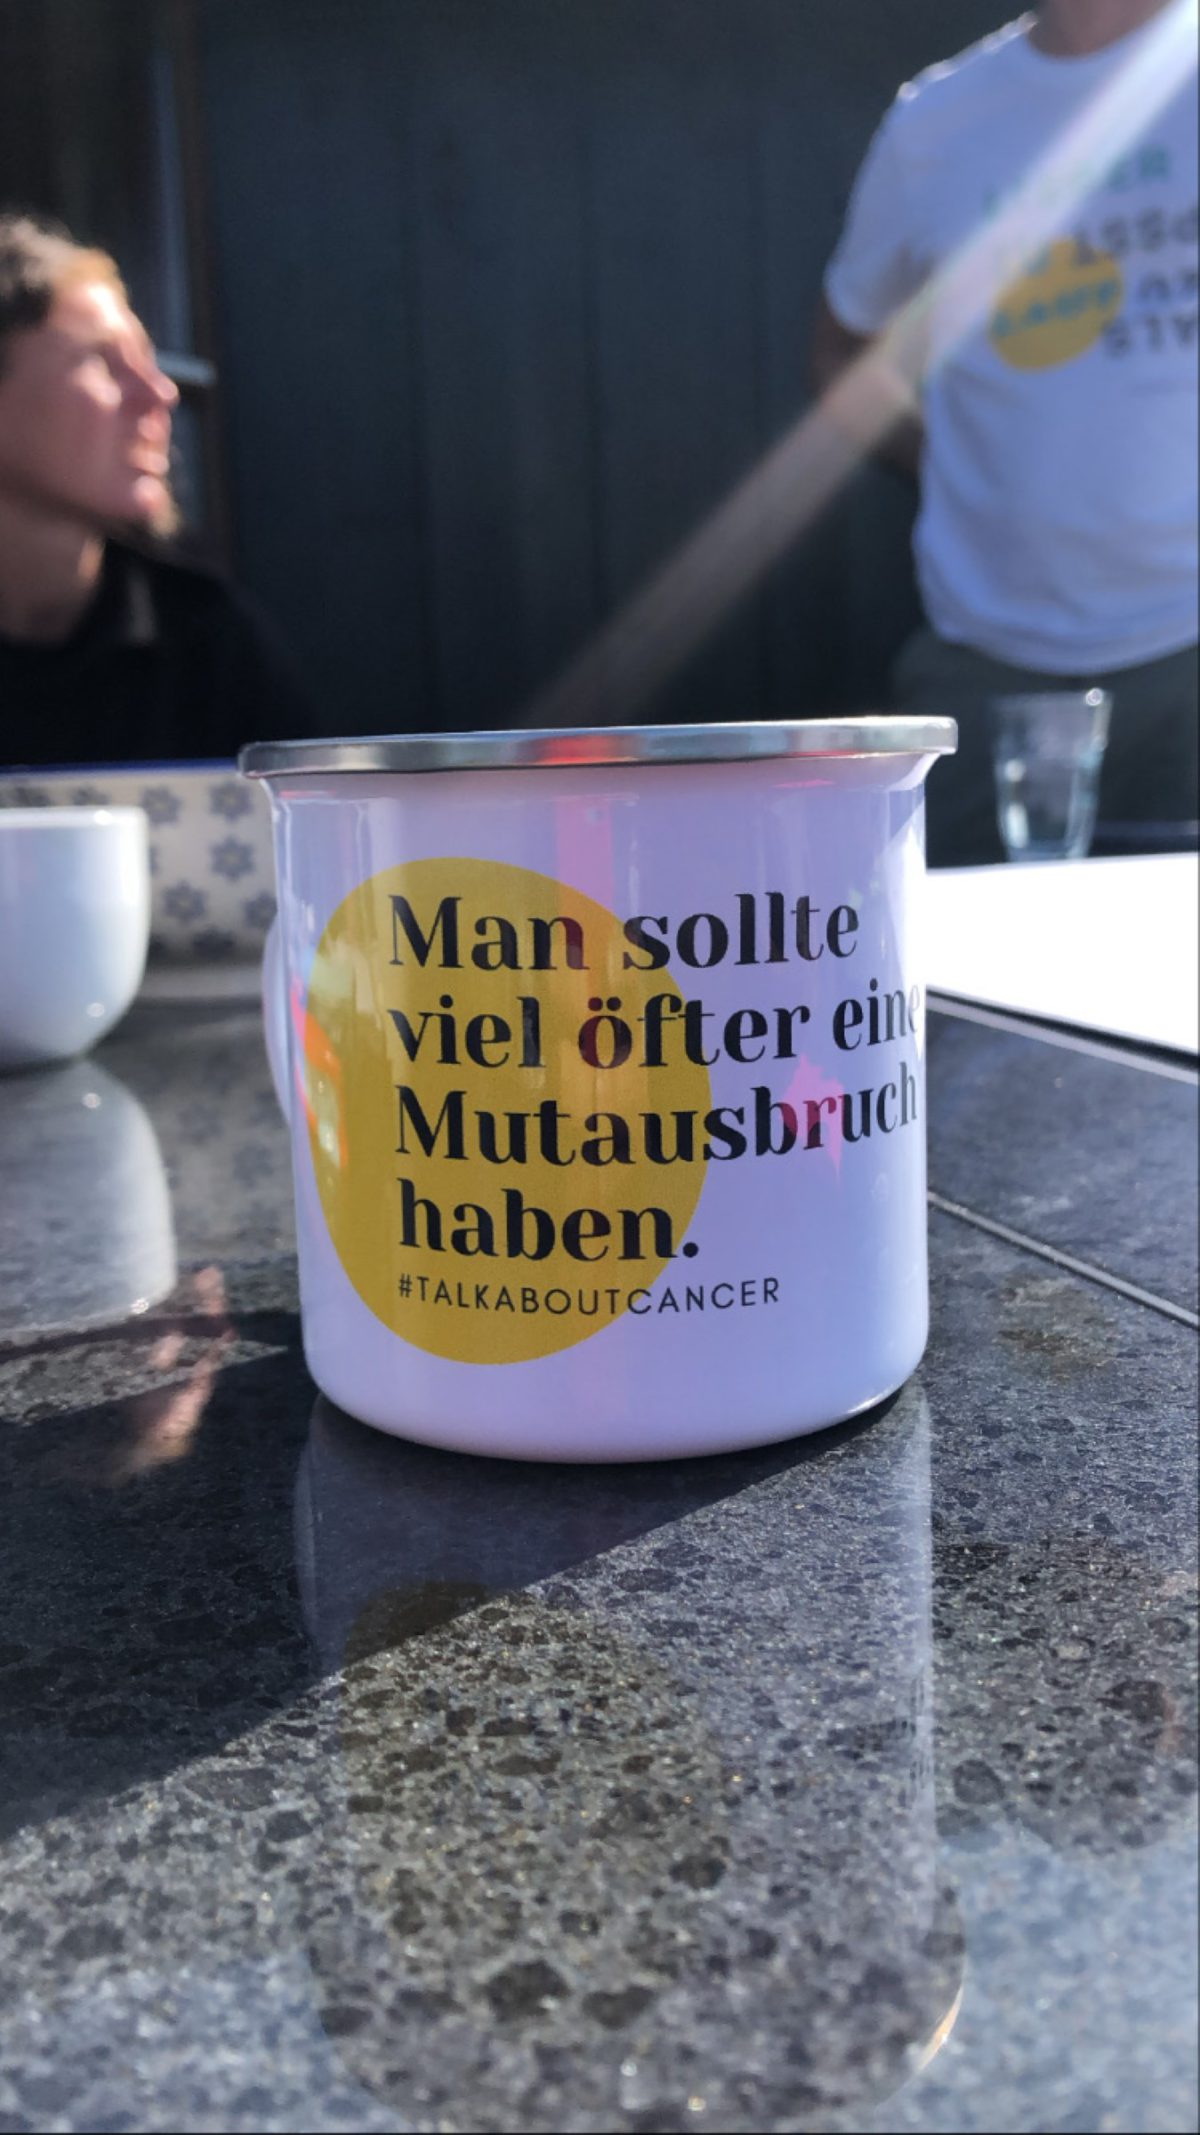 Man sollte
viel öfter eine
Mutausbruch
haben.
#TALKABOUTCANCER